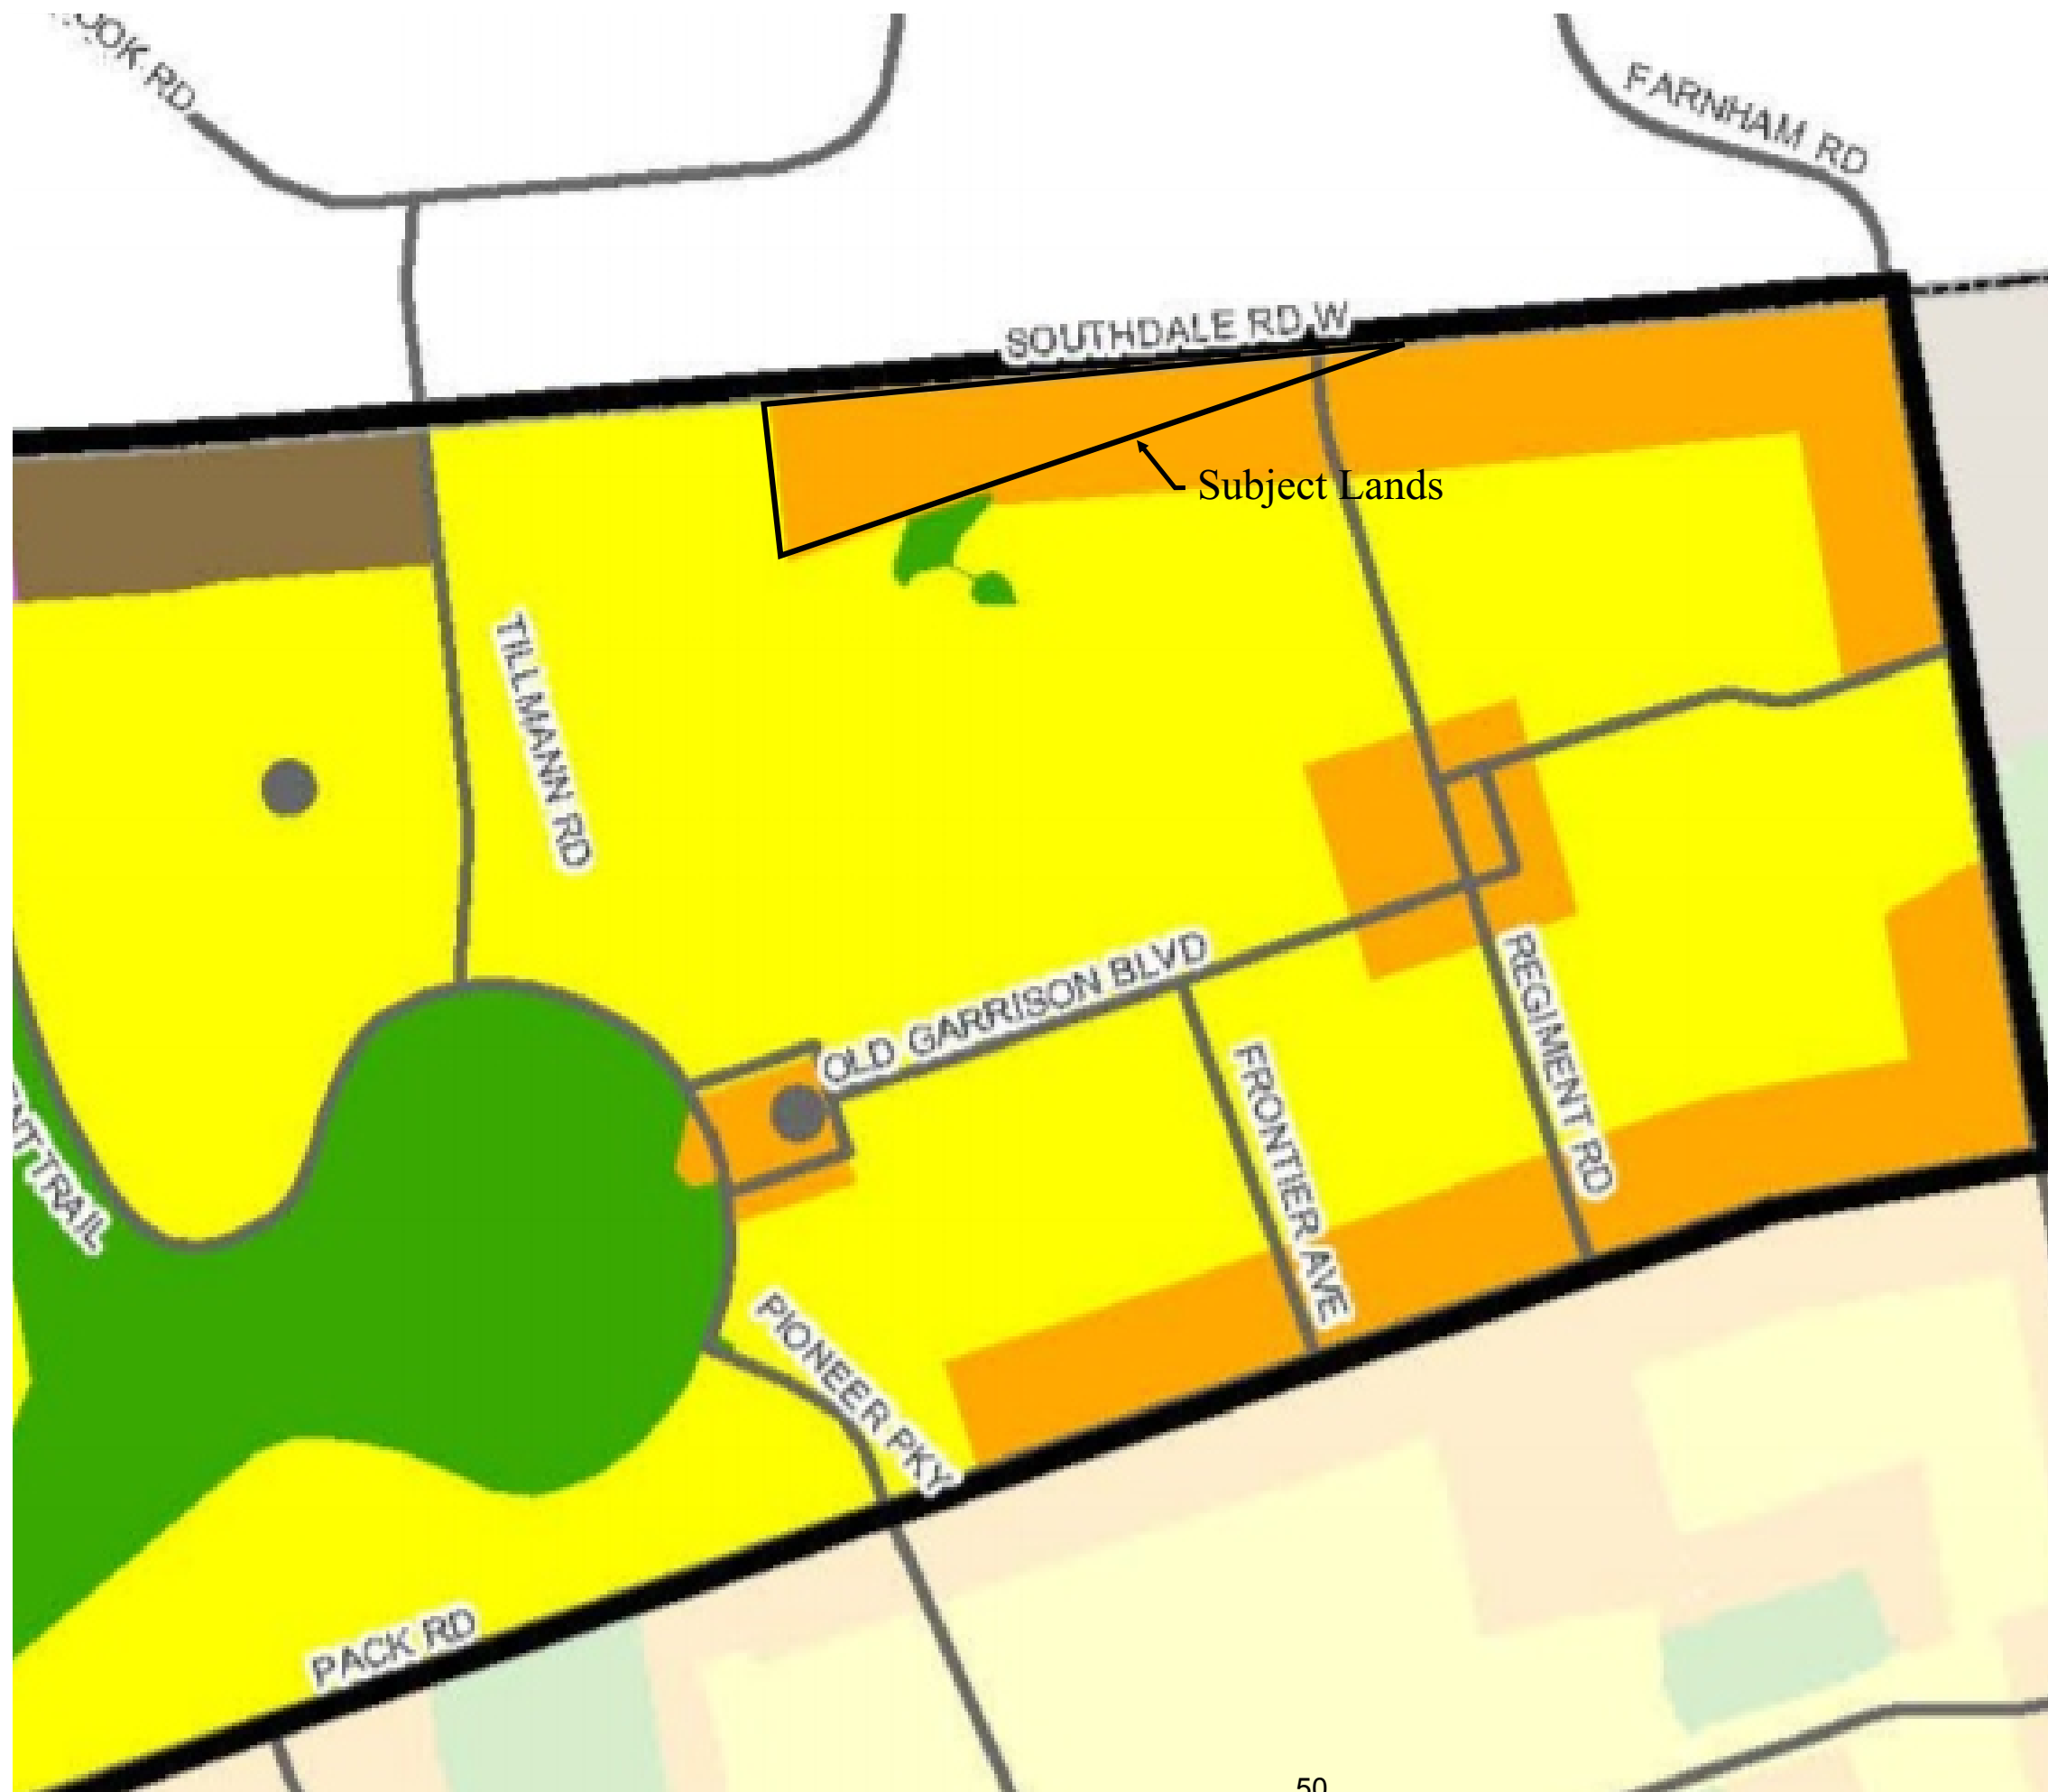 RD
FARNHAM RD
SOUTHDALE RD W
Subject Lands
TILLMANN RD
OLD GARRISON BLVD
REGIMENT RD
FRONTIER AVE
TRAIL
PIONEER PKY
PACK RD
50